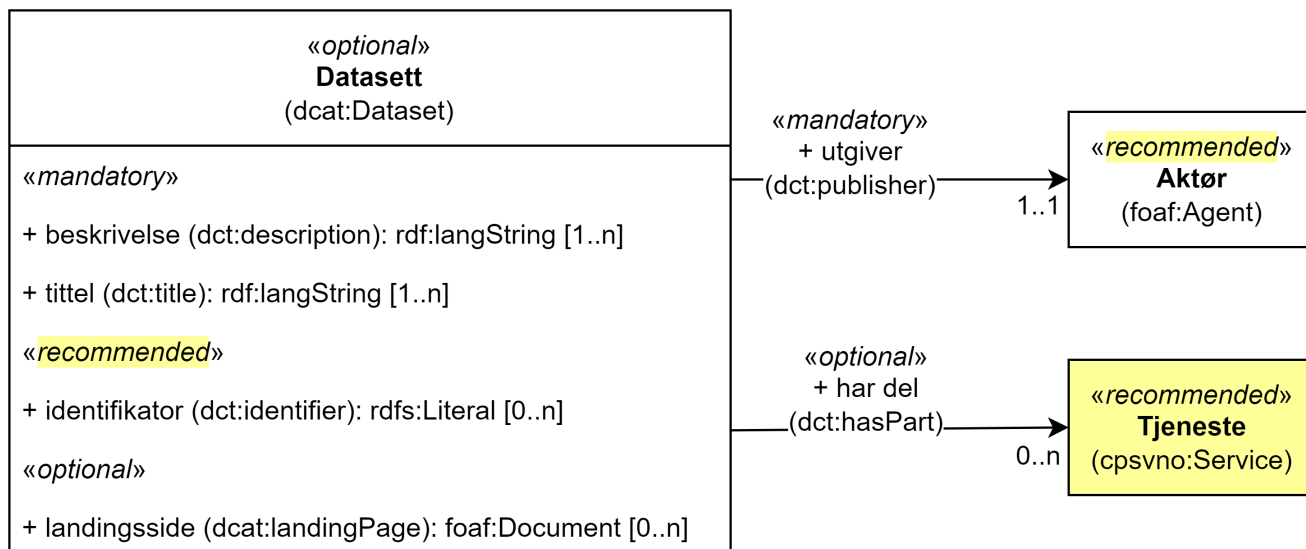 «optional»
Datasett
(dcat:Dataset)
«mandatory»
+ beskrivelse (dct:description): rdf:langString [1..n]
+ tittel (dct:title): rdf:langString [1..n]
«recommended»
+ identifikator (dct:identifier): rdfs:Literal [0..n]
«optional»
+ landingsside (dcat:landingPage): foaf:Document [0..n]
«mandatory»
+ utgiver
(dct:publisher)
1..1
«recommended»
Aktør
(foaf:Agent)
«optional»
+ har del
(dct:hasPart)
0..n
«recommended»
Tjeneste
(cpsvno:Service)